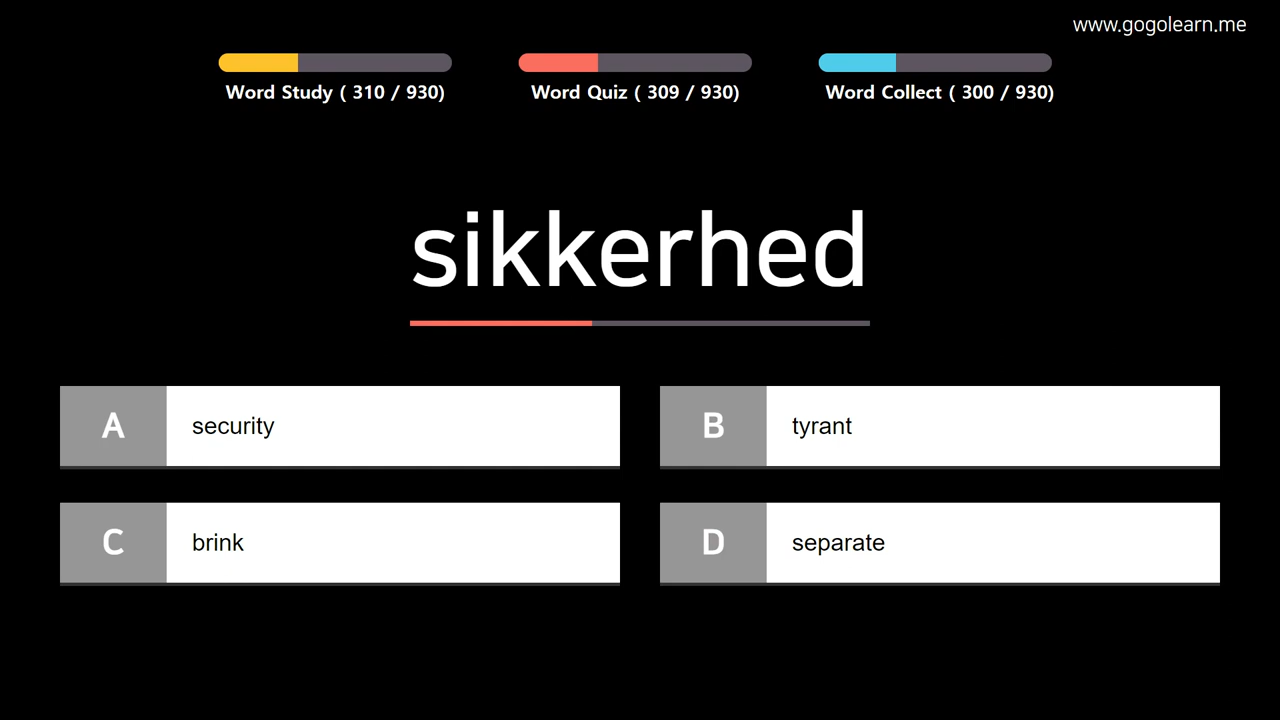 www.gogolearn.me
Word Study ( 310 / 930)
Word Quiz ( 309 / 930)
Word Collect ( 300 / 930)
sikkerhed
A security
B tyrant
C brink
D separate